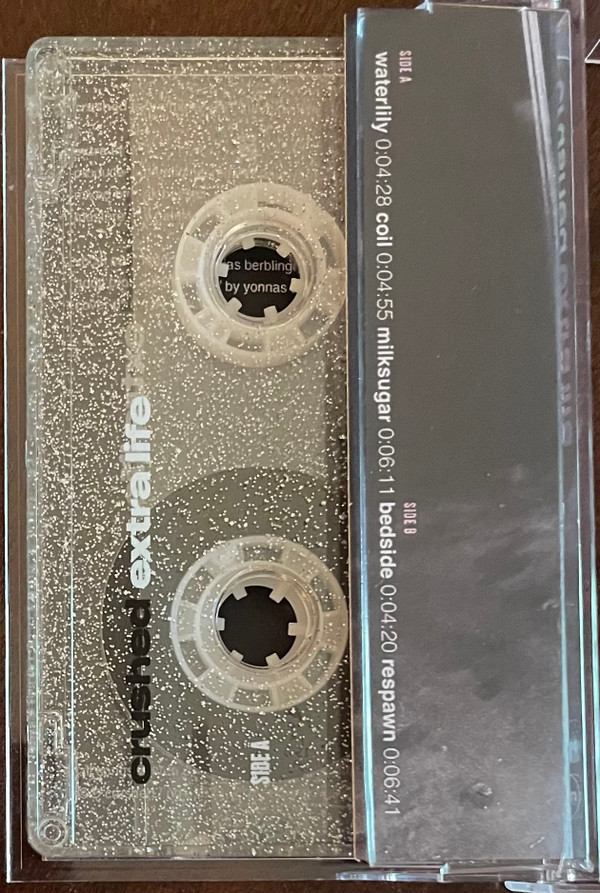 SIDE A
SIDE B
waterlily 0:04:28 coil 0:04:55 milksugar 0:06:11 bedside 0:04:20 respawn 0:06:41
as berbling
by yonnas
crushed extra life
SIDE A